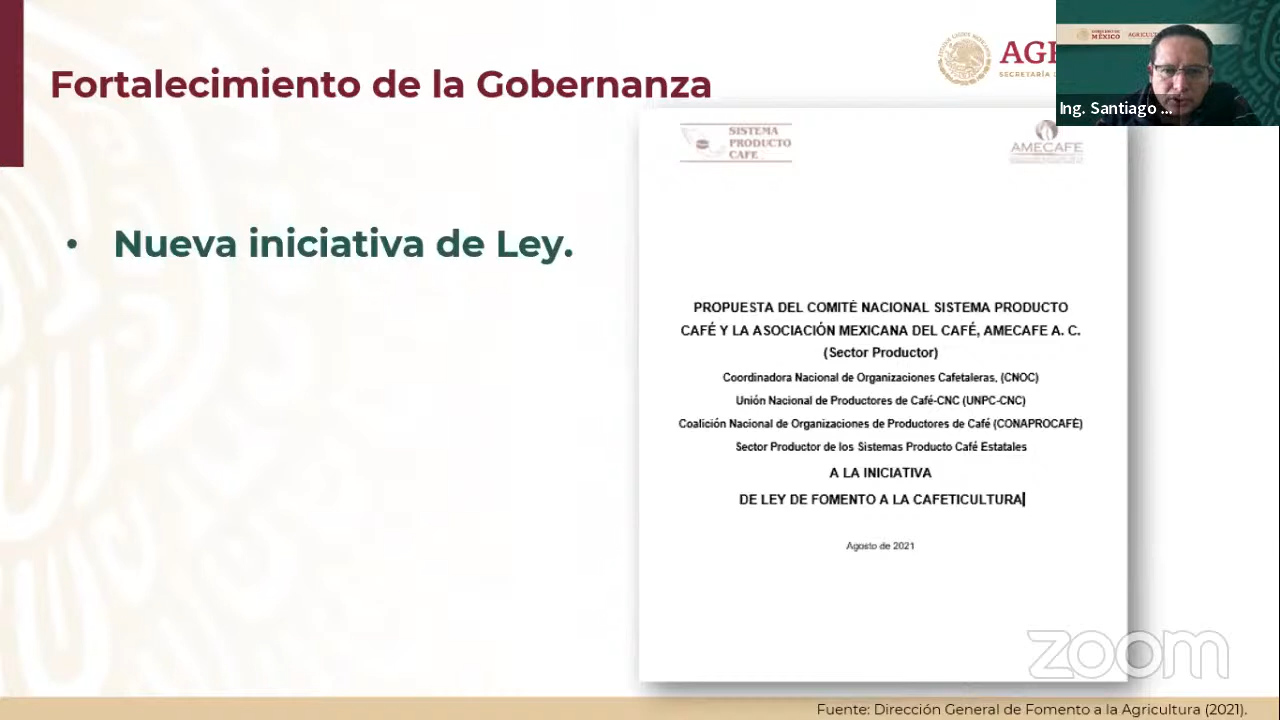 Fortalecimiento de la Gobernanza
GOBIERNO DE
MÉXICO
Ing. Santiago ...
SISTEMA
PRODUCTO
CAFE
AMECAFE
• Nueva iniciativa de Ley.
PROPUESTA DEL COMITÉ NACIONAL SISTEMA PRODUCTO
CAFÉ Y LA ASOCIACIÓN MEXICANA DEL CAFÉ, AMECAFE A. C.
(Sector Productor)
Coordinadora Nacional de Organizaciones Cafetaleras, (CNOC)
Unión Nacional de Productores de Café-CNC (UNPC-CNC)
Coalición Nacional de Organizaciones de Productores de Café (CONAPROCAFÉ)
Sector Productor de los Sistemas Producto Café Estatales
A LA INICIATIVA
DE LEY DE FOMENTO A LA CAFETICULTURA
Agosto de 2021
zoom
Fuente: Dirección General de Fomento a la Agricultura (2021).